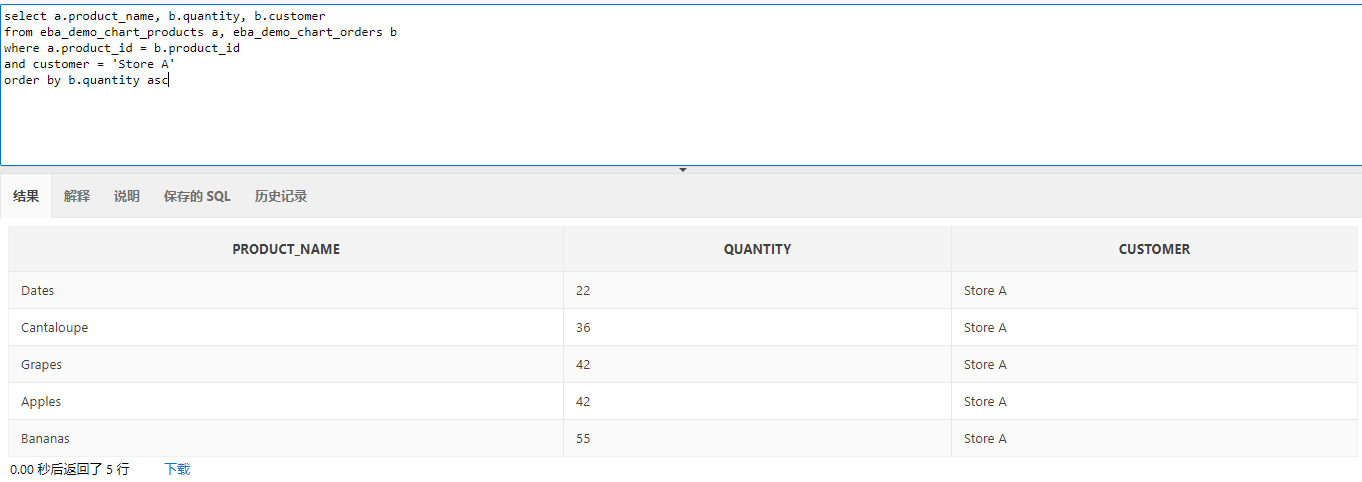 select a.product_name, b.quantity, b.customer
from eba_demo_chart_products a, eba_demo_chart_orders b
where a.product_id = b.product_id
and customer = 'Store A'
order by b.quantity asc
结果 解释 说明 保存的 SQL 历史记录
PRODUCT_NAME QUANTITY CUSTOMER
Dates 22 Store A
Cantaloupe 36 Store A
Grapes 42 Store A
Apples 42 Store A
Bananas 55 Store A
0.00 秒后返回了 5 行 下载